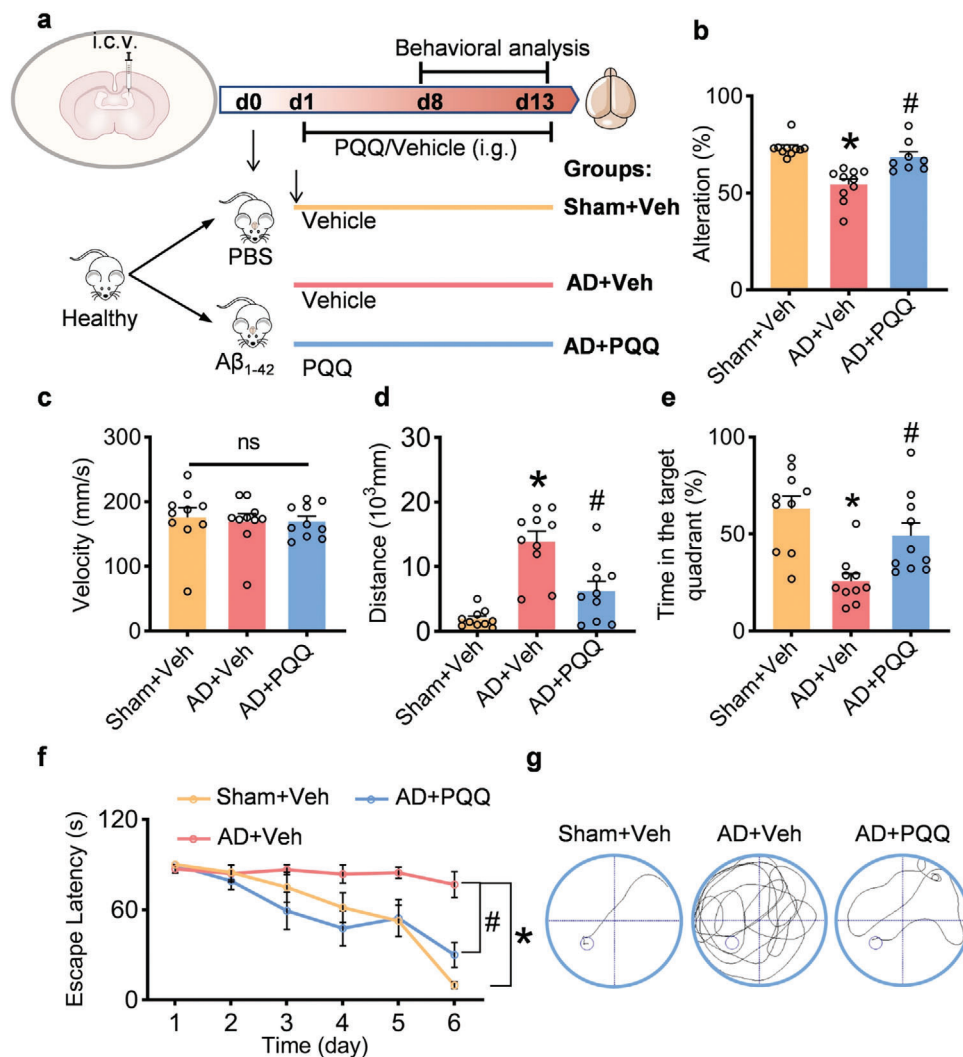 a
i.c.v.
Behavioral analysis
d0 d1 d8 d13
PQQ/Vehicle (i.g.)
Groups:
Vehicle
Sham+Veh
PBS
Healthy
Vehicle
AD+Veh
Aβ1-42
PQQ
AD+PQQ
b
Alteration (%)
100
50
0
*
#
Sham+Veh
AD+Veh
AD+PQQ
c
Velocity (mm/s)
300
200
100
0
ns
Sham+Veh
AD+Veh
AD+PQQ
d
Distance (10³mm)
30
20
10
0
*
#
Sham+Veh
AD+Veh
AD+PQQ
e
Time in the target
quadrant (%)
100
50
0
*
#
Sham+Veh
AD+Veh
AD+PQQ
f
Sham+Veh AD+PQQ
AD+Veh
Escape Latency (s)
120
60
0
#
*
1 2 3 4 5 6
Time (day)
g
Sham+Veh AD+Veh AD+PQQ